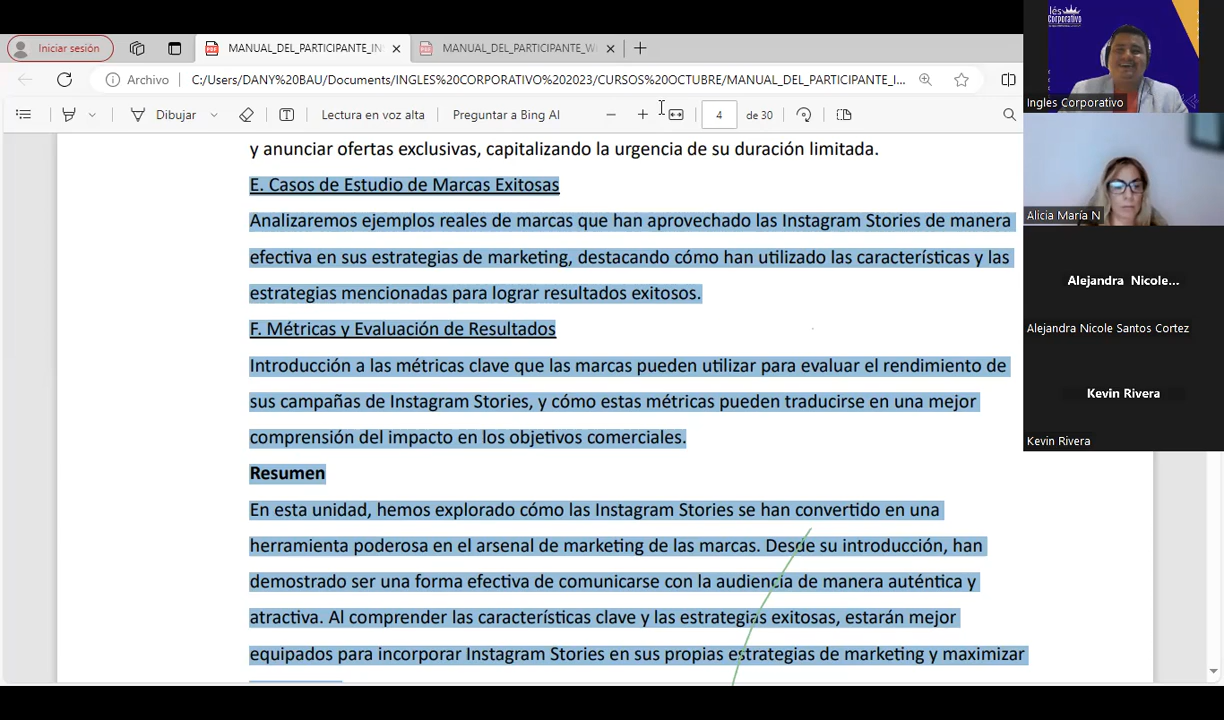 Iniciar sesión
MANUAL_DEL_PARTICIPANTE_IN
MANUAL_DEL_PARTICIPANTE_W
Archivo
C:/Users/DANY%20BAU/Documents/INGLES%20CORPORATIVO%202023/CURSOS%20OCTUBRE/MANUAL_DEL_PARTICIPANTE_I...
Dibujar
Lectura en voz alta
Preguntar a Bing AI
4
de 30
y anunciar ofertas exclusivas, capitalizando la urgencia de su duración limitada.
E. Casos de Estudio de Marcas Exitosas
Analizaremos ejemplos reales de marcas que han aprovechado las Instagram Stories de manera
efectiva en sus estrategias de marketing, destacando cómo han utilizado las características y las
estrategias mencionadas para lograr resultados exitosos.
F. Métricas y Evaluación de Resultados
Introducción a las métricas clave que las marcas pueden utilizar para evaluar el rendimiento de
sus campañas de Instagram Stories, y cómo estas métricas pueden traducirse en una mejor
comprensión del impacto en los objetivos comerciales.
Resumen
En esta unidad, hemos explorado cómo las Instagram Stories se han convertido en una
herramienta poderosa en el arsenal de marketing de las marcas. Desde su introducción, han
demostrado ser una forma efectiva de comunicarse con la audiencia de manera auténtica y
atractiva. Al comprender las características clave y las estrategias exitosas, estarán mejor
equipados para incorporar Instagram Stories en sus propias estrategias de marketing y maximizar
lés
Corporativo
Ingles Corporativo
Alicia María N
Alejandra Nicole...
Alejandra Nicole Santos Cortez
Kevin Rivera
Kevin Rivera